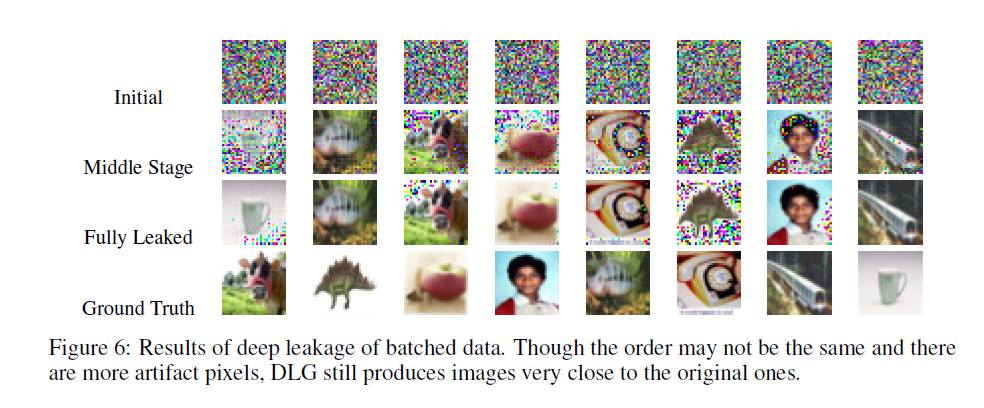 Initial
Middle Stage
Fully Leaked
Ground Truth
Figure 6: Results of deep leakage of batched data. Though the order may not be the same and there
are more artifact pixels, DLG still produces images very close to the original ones.